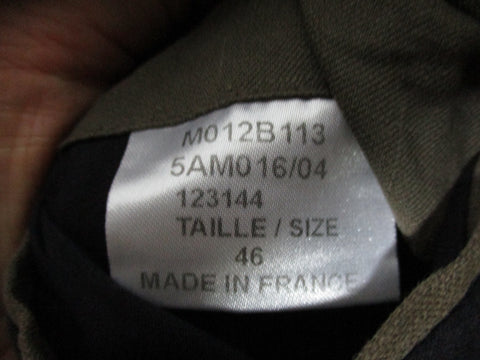 M012B113
5AM016/04
123144
TAILLE / SIZE
46
MADE IN FRANCE